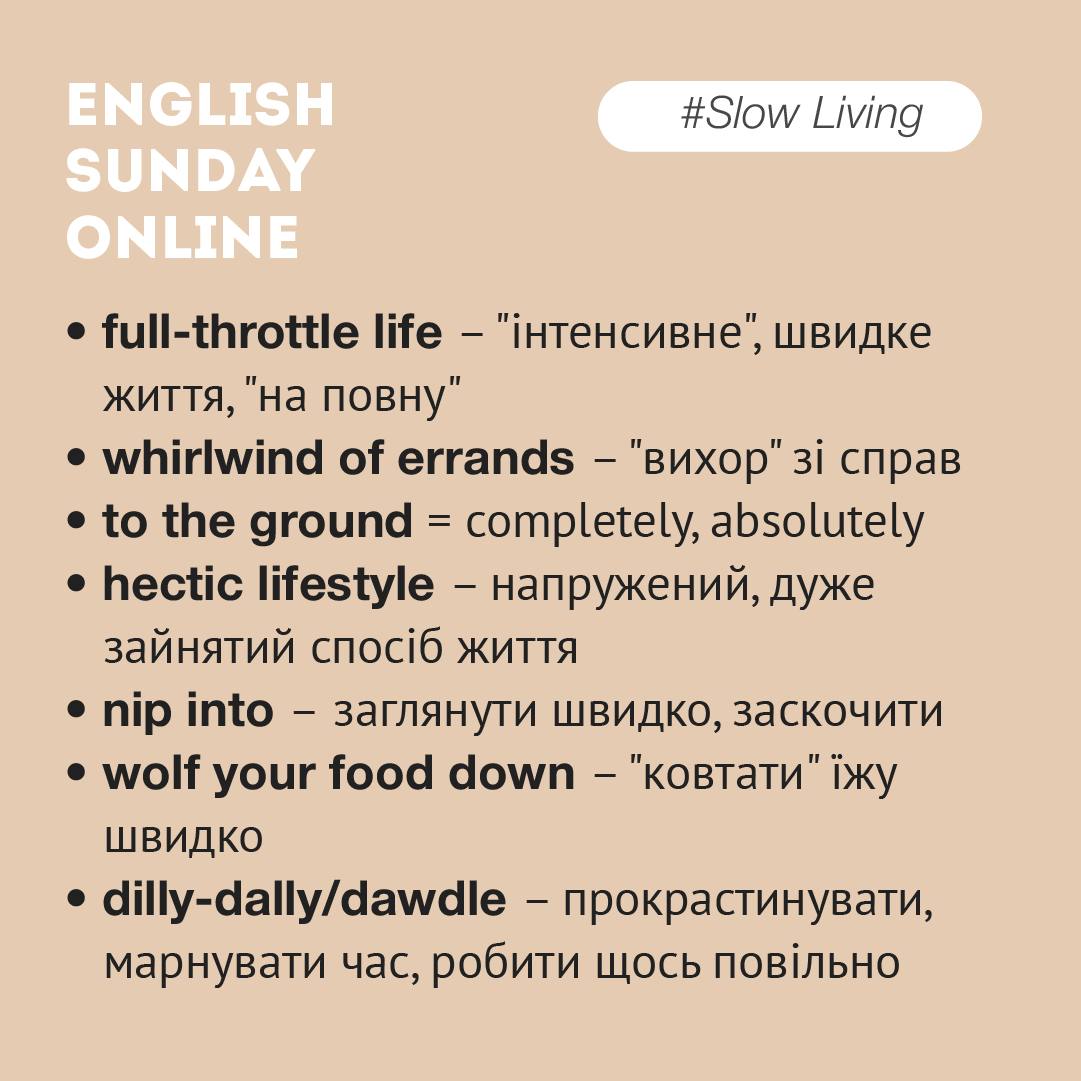 ENGLISH
SUNDAY
ONLINE
#Slow Living
• full-throttle life – "інтенсивне", швидке
життя, "на повну"
• whirlwind of errands – "вихор" зі справ
• to the ground = completely, absolutely
• hectic lifestyle – напружений, дуже
зайнятий спосіб життя
• nip into – заглянути швидко, заскочити
• wolf your food down – "ковтати" їжу
швидко
• dilly-dally/dawdle – прокрастинувати,
марнувати час, робити щось повільно